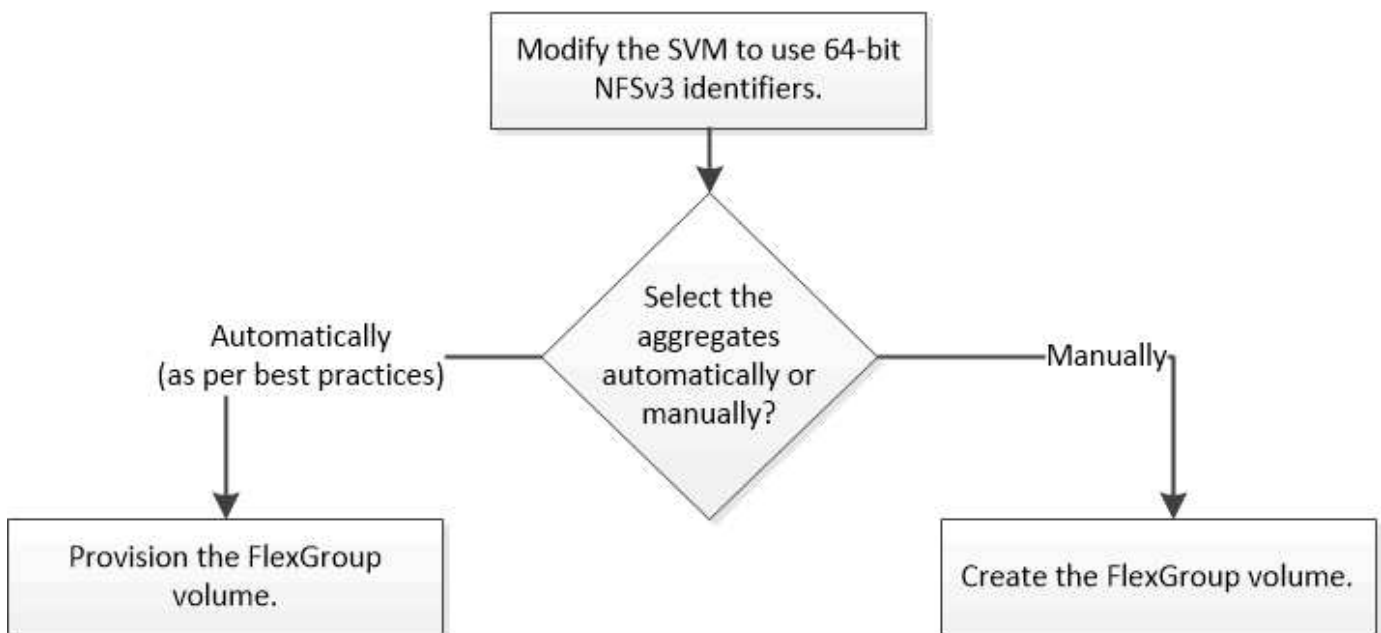 Modify the SVM to use 64-bit
NFSv3 identifiers.
Select the
aggregates
automatically or
manually?
Automatically
(as per best practices)
Manually
Provision the FlexGroup
volume.
Create the FlexGroup volume.